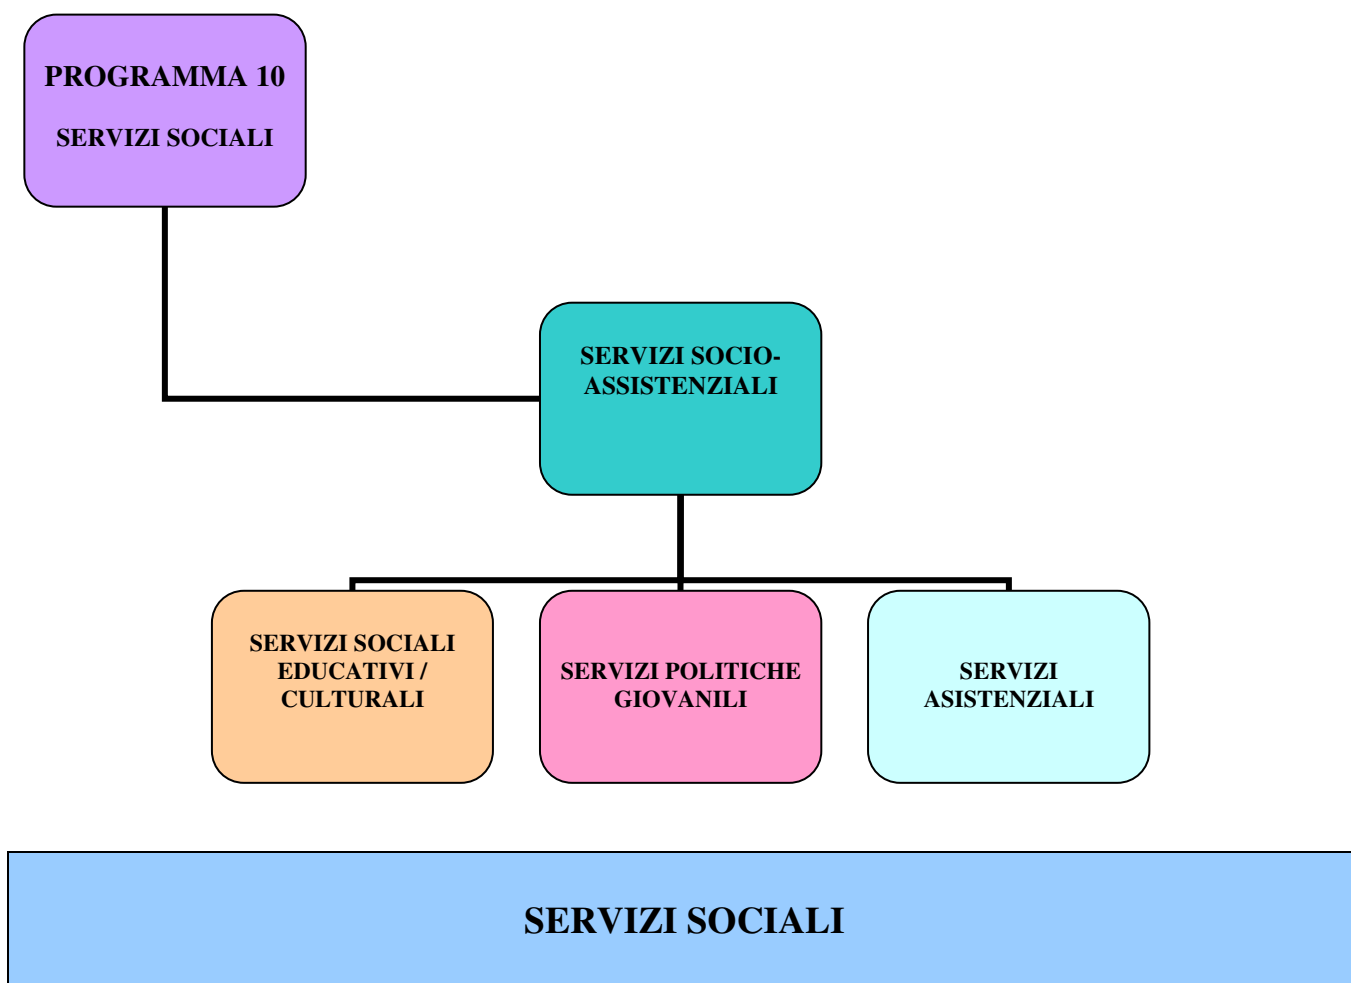 PROGRAMMA 10
SERVIZI SOCIALI
SERVIZI SOCIO-
ASSISTENZIALI
SERVIZI SOCIALI
EDUCATIVI /
CULTURALI
SERVIZI POLITICHE
GIOVANILI
SERVIZI
ASISTENZIALI
SERVIZI SOCIALI